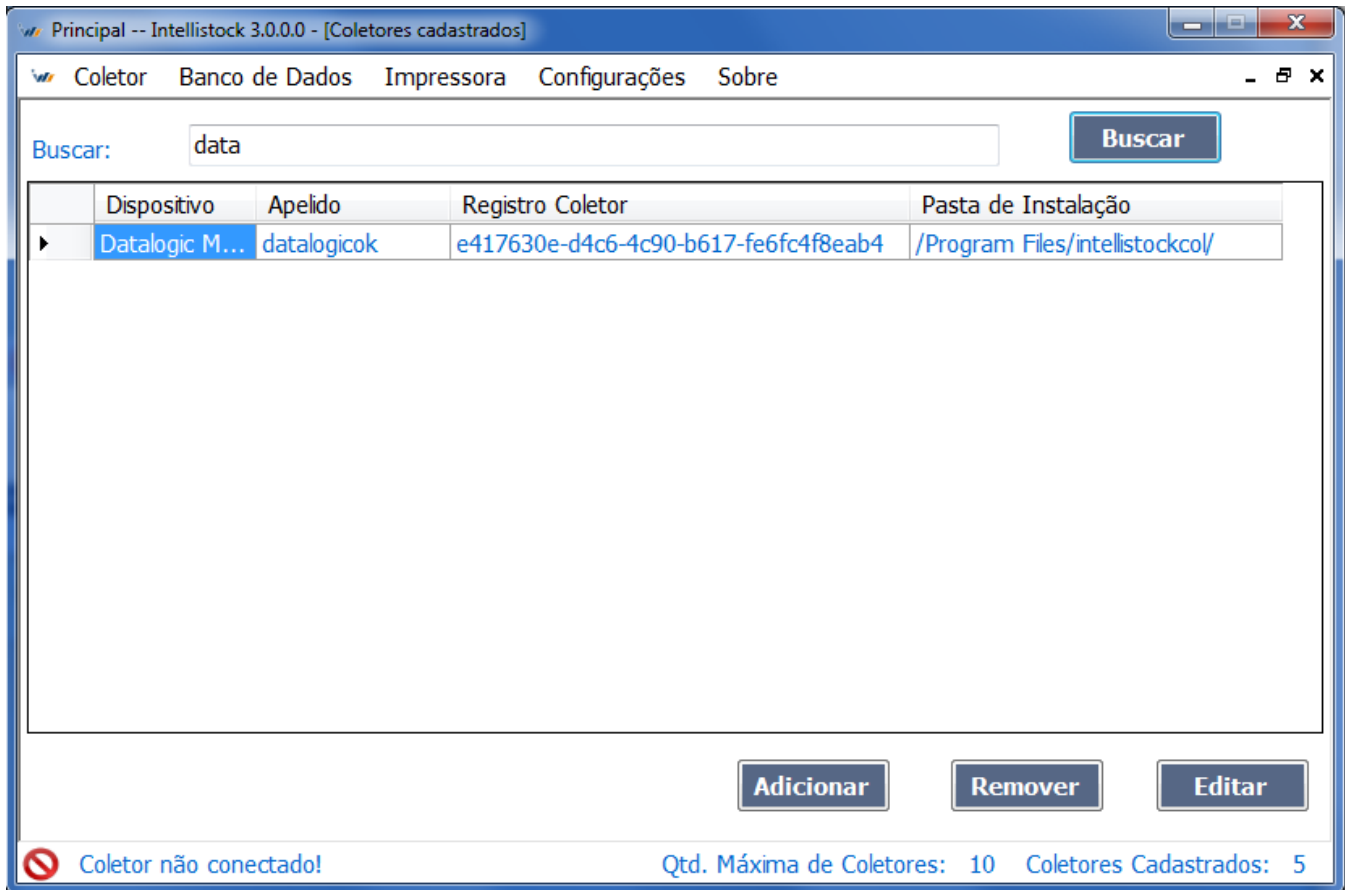 Principal -- Intellistock 3.0.0.0 - [Coletores cadastrados]
Coletor Banco de Dados Impressora Configurações Sobre
Buscar: data Buscar
Dispositivo Apelido Registro Coletor Pasta de Instalação
Datalogic M... datalogicok e417630e-d4c6-4c90-b617-fe6fc4f8eab4 /Program Files/intellistockcol/
Adicionar Remover Editar
Coletor não conectado! Qtd. Máxima de Coletores: 10 Coletores Cadastrados: 5